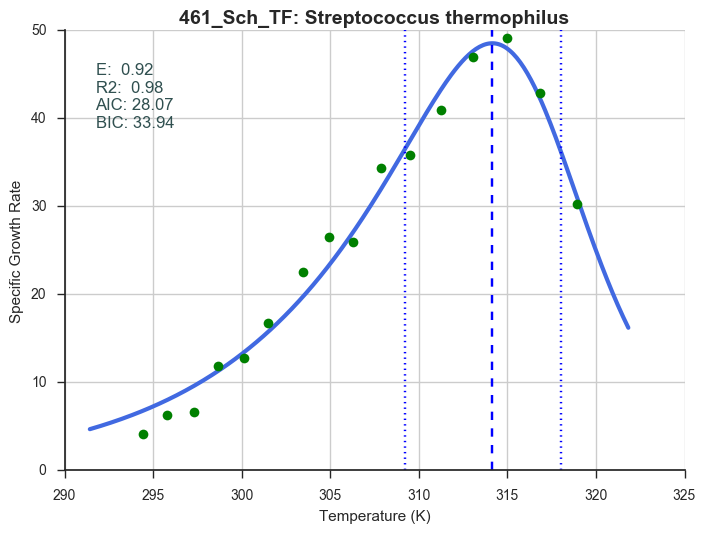 461_Sch_TF: Streptococcus thermophilus
E:  0.92
R2:  0.98
AIC: 28.07
BIC: 33.94
Specific Growth Rate
50
40
30
20
10
0
290 295 300 305 310 315 320 325
Temperature (K)